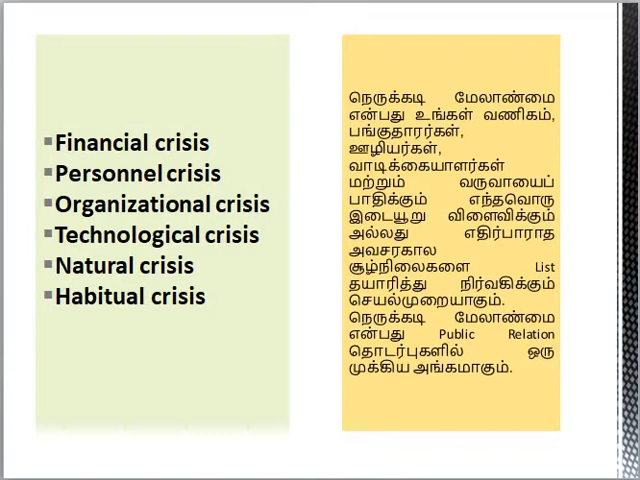 Financial crisis
Personnel crisis
Organizational crisis
Technological crisis
Natural crisis
Habitual crisis
நெருக்கடி மேலாண்மை
என்பது உங்கள் வணிகம்,
பங்குதாரர்கள்,
ஊழியர்கள்,
வாடிக்கையாளர்கள்
மற்றும் வருவாயைப்
பாதிக்கும் எந்தவொரு
இடையூறு விளைவிக்கும்
அல்லது எதிர்பாராத
அவசரகால
சூழ்நிலைகளை List
தயாரித்து நிர்வகிக்கும்
செயல்முறையாகும்.
நெருக்கடி மேலாண்மை
என்பது Public Relation
தொடர்புகளில் ஒரு
முக்கிய அங்கமாகும்.